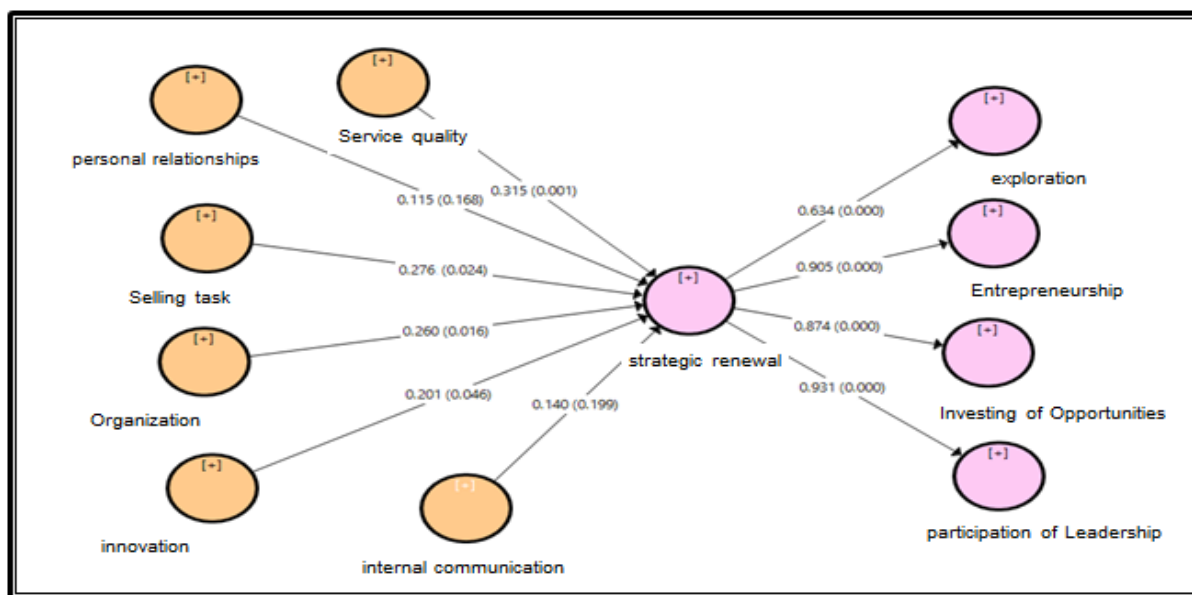 [+]
[+]
Service quality
personal relationships
[+]
exploration
0.315 (0.001)
0.115 (0.168)
0.634 (0.000)
[+]
Selling task
[+]
Entrepreneurship
0.276 (0.024)
0.905 (0.000)
[+]
strategic renewal
[+]
Organization
0.260 (0.016)
0.874 (0.000)
[+]
Investing of Opportunities
0.201 (0.046)
0.140 (0.199)
0.931 (0.000)
[+]
innovation
[+]
internal communication
[+]
participation of Leadership